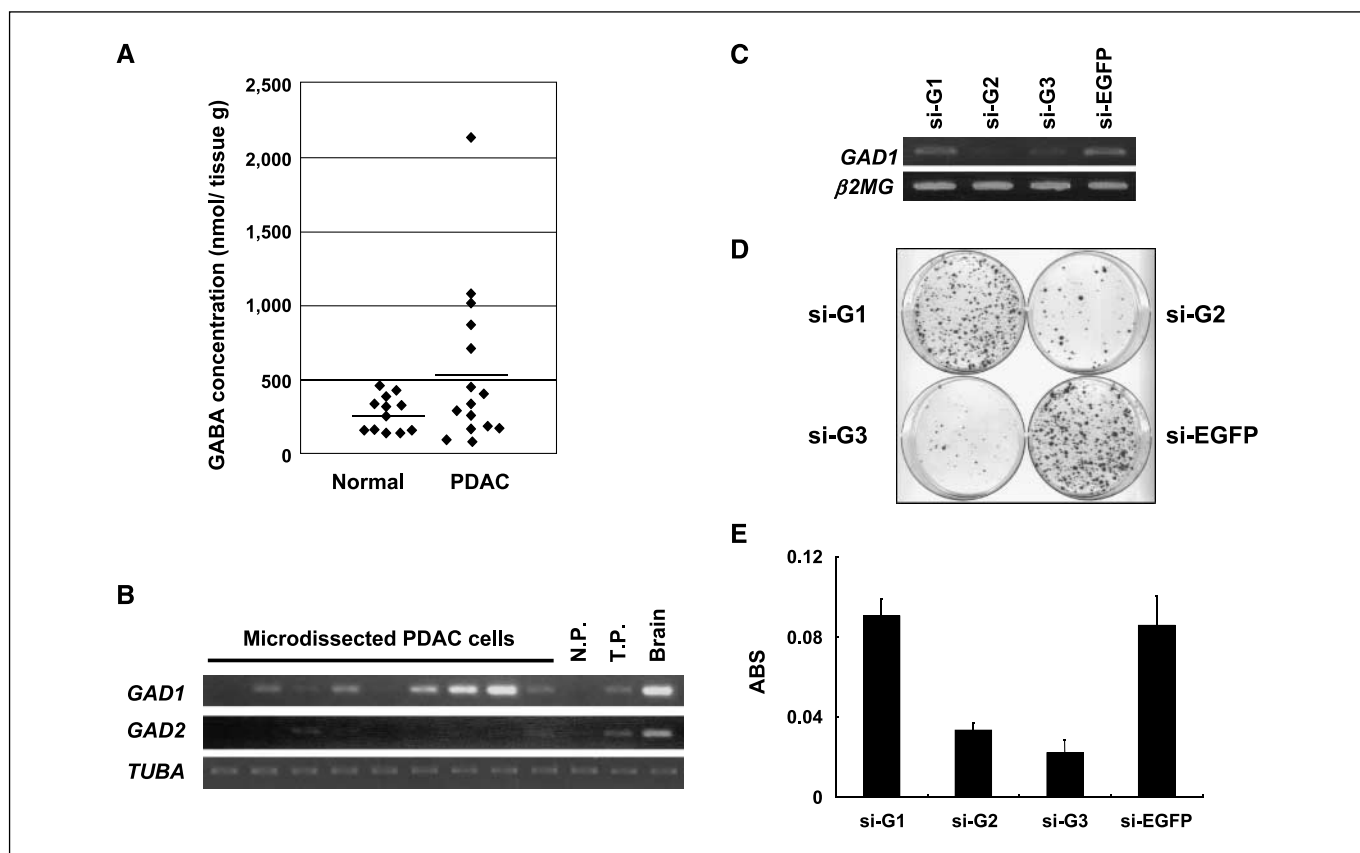 A
GABA concentration (nmol/ tissue g)
2,500
2,000
1,500
1,000
500
0
Normal PDAC
B
Microdissected PDAC cells
N.P.
T.P.
Brain
GAD1
GAD2
TUBA
C
si-G1
si-G2
si-G3
si-EGFP
GAD1
β2MG
D
si-G1
si-G2
si-G3
si-EGFP
E
ABS
0.12
0.08
0.04
0
si-G1 si-G2 si-G3 si-EGFP